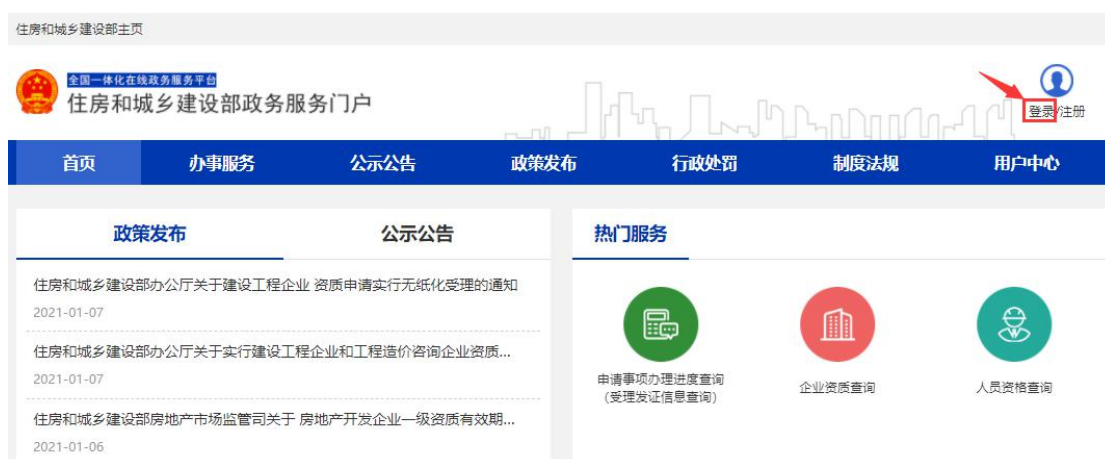 住房和城乡建设部主页
全国一体化在线政务服务平台
住房和城乡建设部政务服务门户
登录/注册
首页 办事服务 公示公告 政策发布 行政处罚 制度法规 用户中心
政策发布 公示公告
住房和城乡建设部办公厅关于建设工程企业 资质申请实行无纸化受理的通知
2021-01-07
住房和城乡建设部办公厅关于实行建设工程企业和工程造价咨询企业资质...
2021-01-07
住房和城乡建设部房地产市场监管司关于 房地产开发企业一级资质有效期...
2021-01-06
热门服务
申请事项办理进度查询
(受理发证信息查询)
企业资质查询
人员资格查询